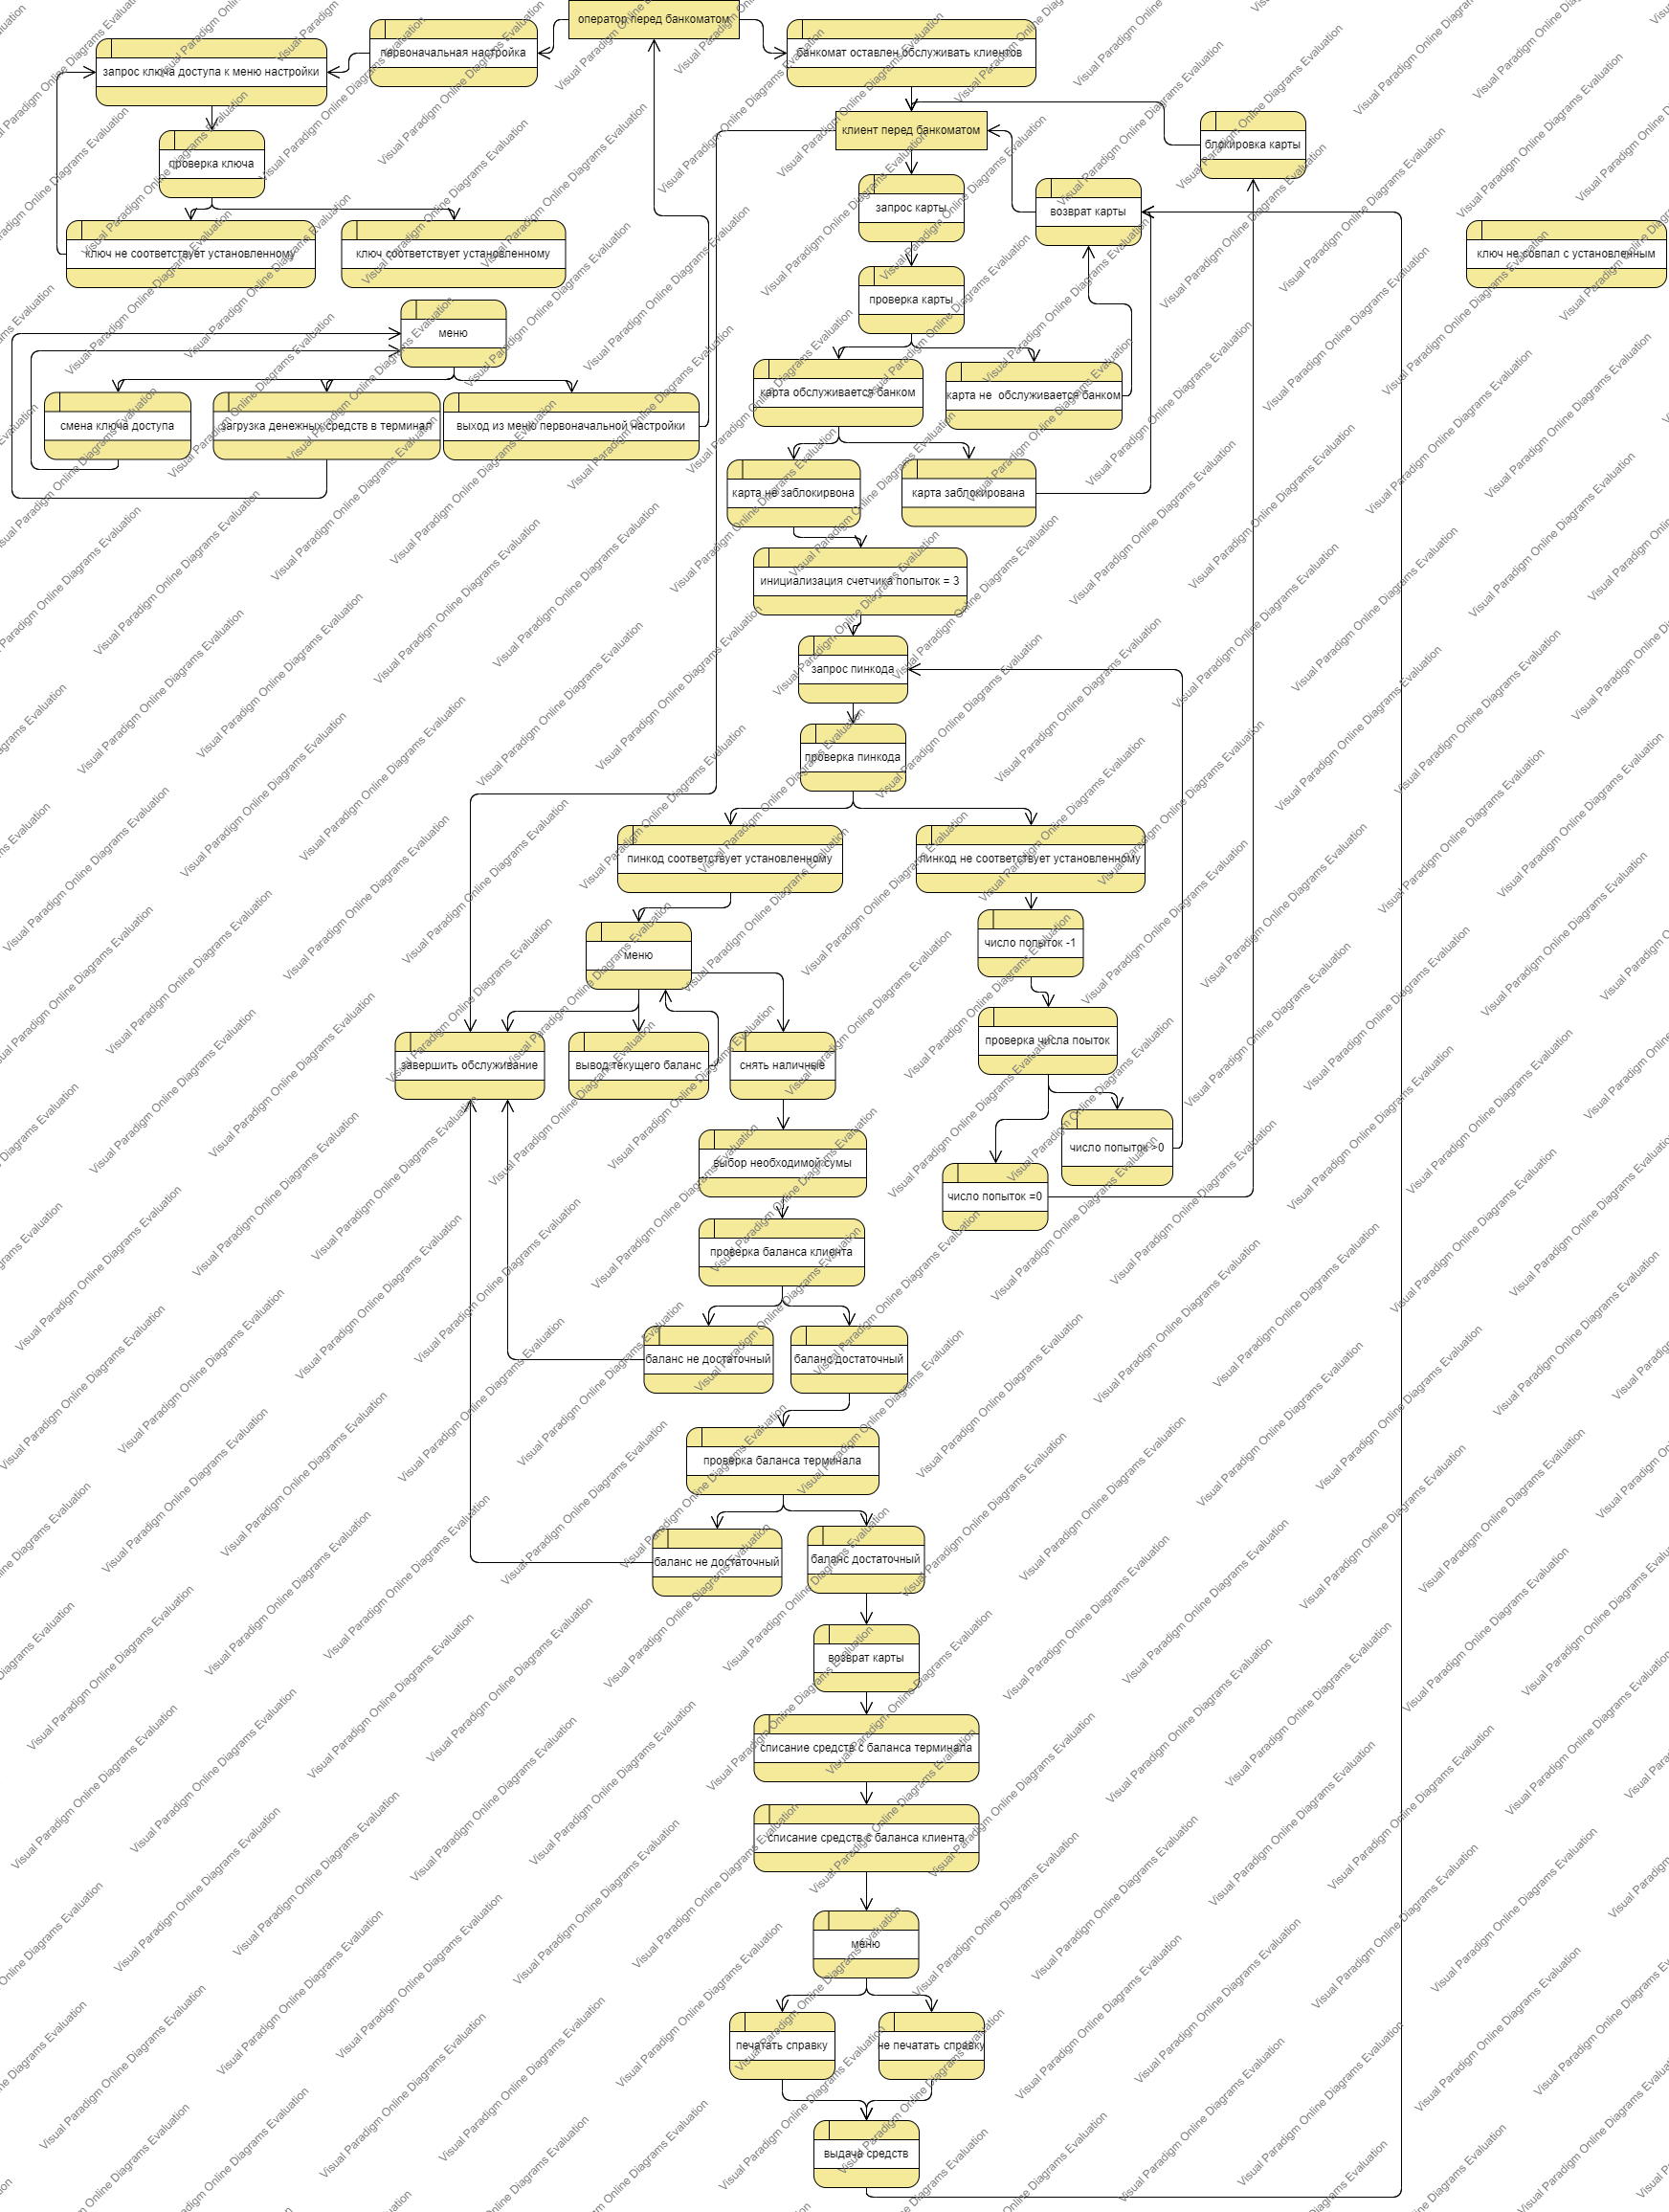 оператор перед банкоматом
первоначальная настройка
банкомат оставлен обслуживать клиентов
запрос ключа доступа к меню настройки
клиент перед банкоматом
блокировка карты
проверка ключа
запрос карты
возврат карты
ключ не соответствует установленному
ключ соответствует установленному
ключ не совпал с установленным
проверка карты
меню
карта обслуживается банком
карта не обслуживается банком
смена ключа доступа
загрузка денежных средств в терминал
выход из меню первоначальной настройки
карта не заблокирвона
карта заблокирована
инициализация счетчика попыток = 3
запрос пинкода
проверка пинкода
пинкод соответствует установленному
пинкод не соответствует установленному
число попыток -1
меню
проверка числа поыток
завершить обслуживание
вывод текущего баланс
снять наличные
число попыток >0
выбор необходимой сумы
число попыток =0
проверка баланса клиента
баланс не достаточный
баланс достаточный
проверка баланса терминала
баланс не достаточный
баланс достаточный
возврат карты
списание средств с баланса терминала
списание средств с баланса клиента
меню
печатать справку
не печатать справку
выдача средств
Visual Paradigm Online Diagrams Evaluation